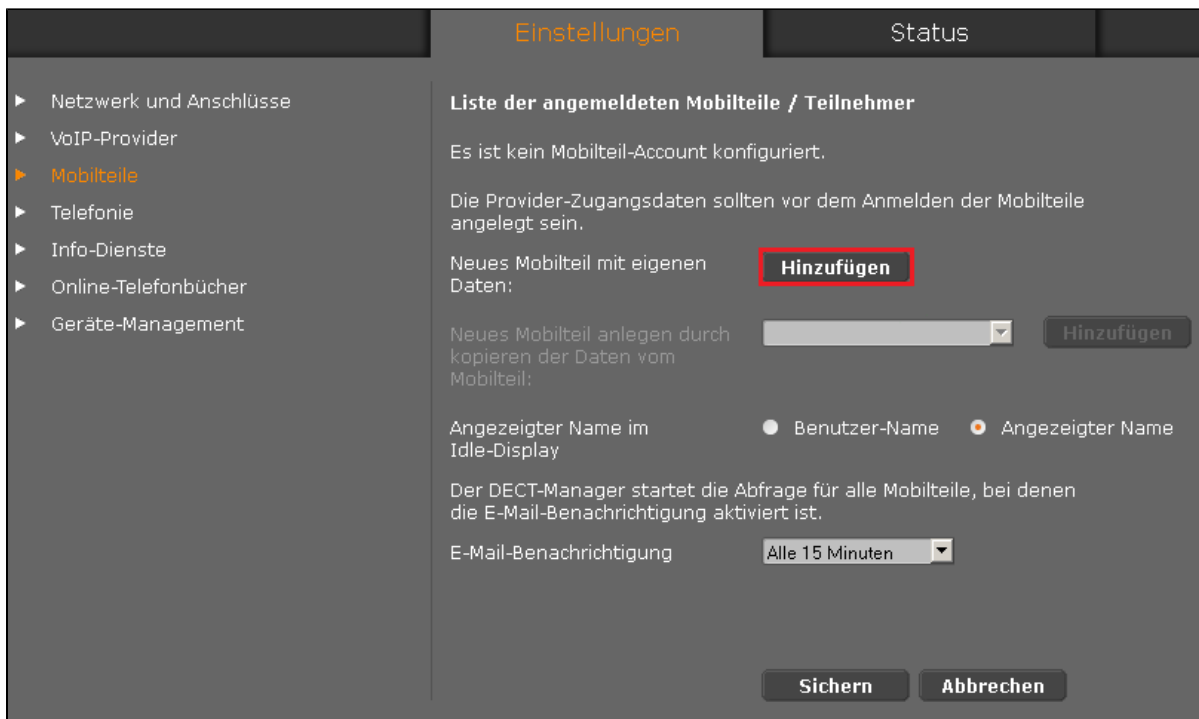 Einstellungen
Status
Netzwerk und Anschlüsse
VoIP-Provider
Mobilteile
Telefonie
Info-Dienste
Online-Telefonbücher
Geräte-Management
Liste der angemeldeten Mobilteile / Teilnehmer
Es ist kein Mobilteil-Account konfiguriert.
Die Provider-Zugangsdaten sollten vor dem Anmelden der Mobilteile
angelegt sein.
Neues Mobilteil mit eigenen
Daten:
Hinzufügen
Neues Mobilteil anlegen durch
kopieren der Daten vom
Mobilteil:
Hinzufügen
Angezeigter Name im
Idle-Display
Benutzer-Name
Angezeigter Name
Der DECT-Manager startet die Abfrage für alle Mobilteile, bei denen
die E-Mail-Benachrichtigung aktiviert ist.
E-Mail-Benachrichtigung
Alle 15 Minuten
Sichern
Abbrechen